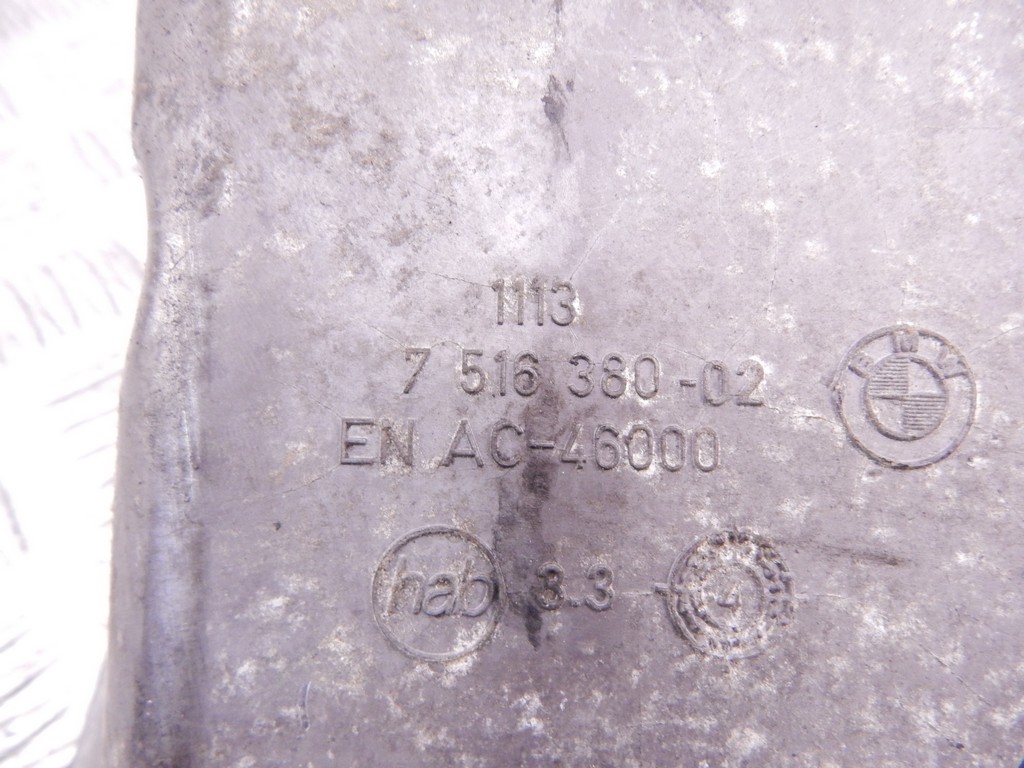 1113
7 516 380-02
BMW
EN AC-46000
hab 3.3 4